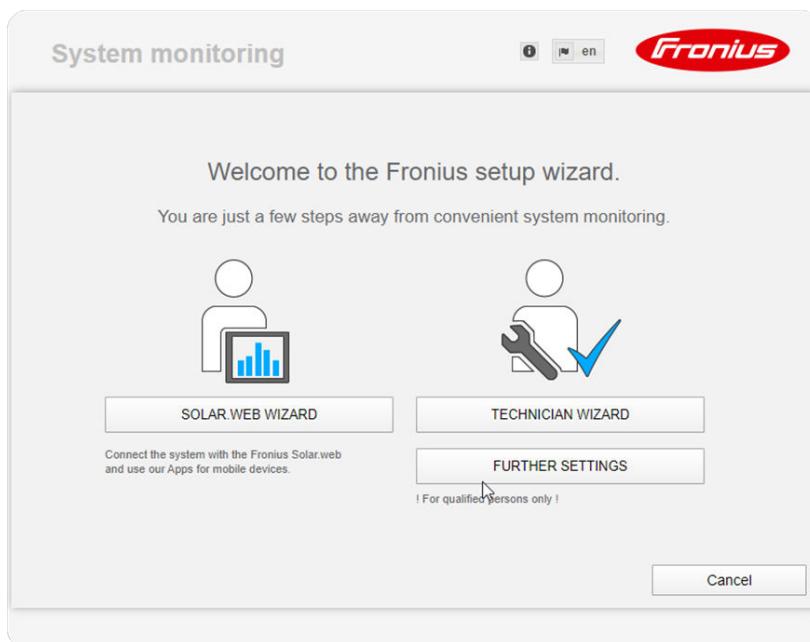 System monitoring
en
Fronius
Welcome to the Fronius setup wizard.
You are just a few steps away from convenient system monitoring.
SOLAR.WEB WIZARD
TECHNICIAN WIZARD
Connect the system with the Fronius Solar.web
and use our Apps for mobile devices.
FURTHER SETTINGS
! For qualified persons only !
Cancel